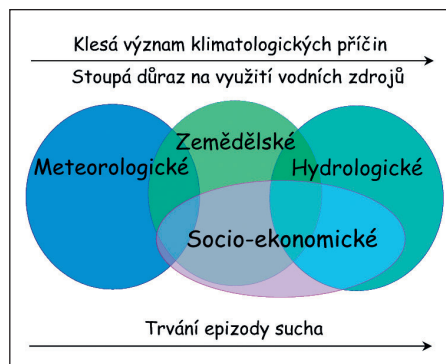 Klesá význam klimatologických příčin
Stoupá důraz na využití vodních zdrojů
Zemědělské
Meteorologické
Hydrologické
Socio-ekonomické
Trvání epizody sucha